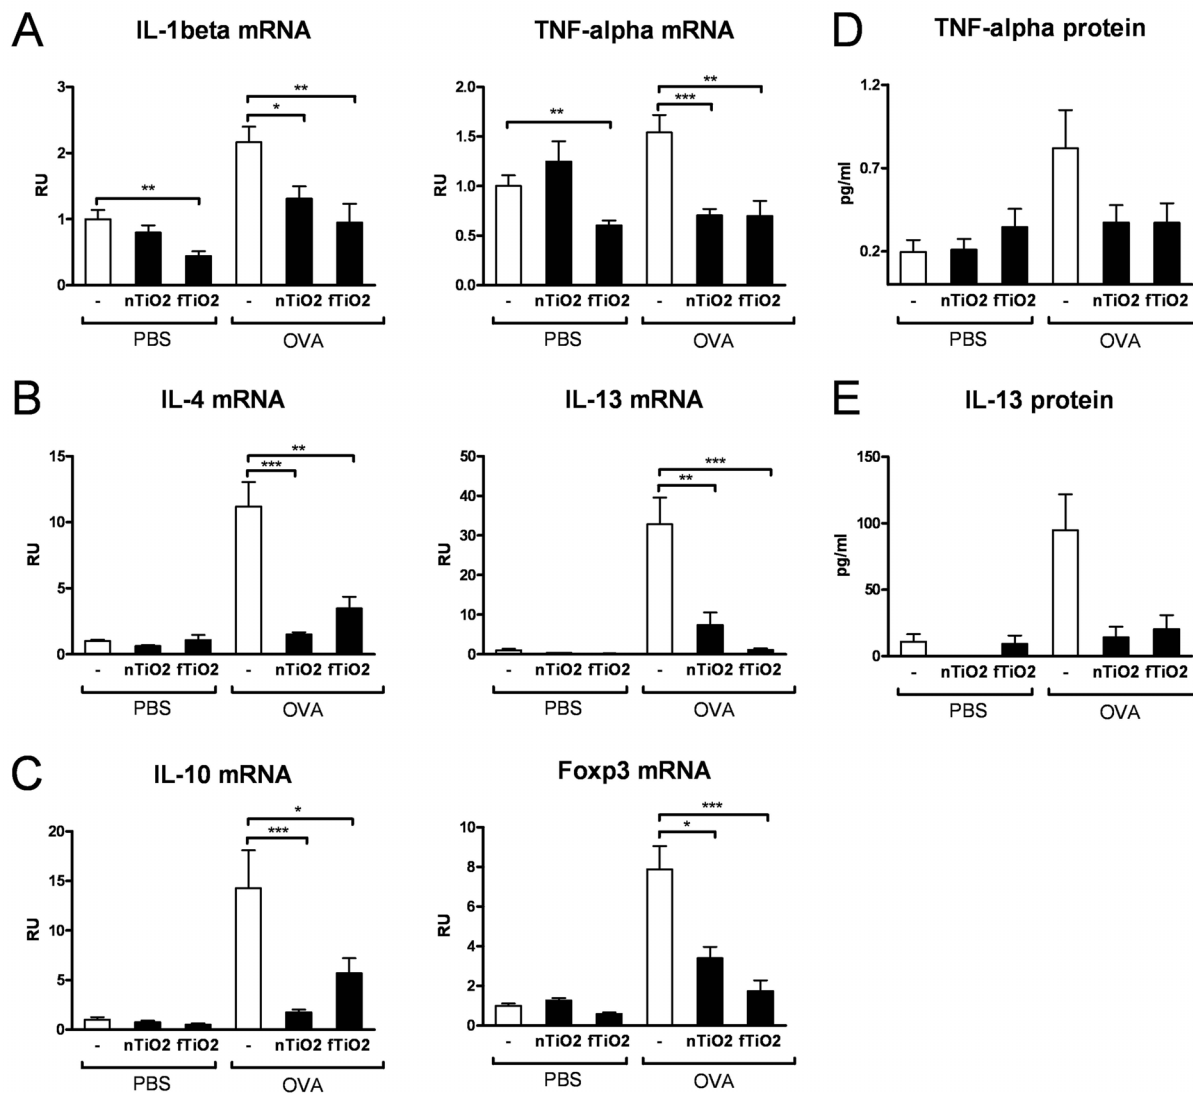 A
IL-1beta mRNA
RU
3
2
1
0
**
*
**
- nTiO2 fTiO2 - nTiO2 fTiO2
PBS OVA
TNF-alpha mRNA
RU
2.0
1.5
1.0
0.5
0.0
**
***
**
- nTiO2 fTiO2 - nTiO2 fTiO2
PBS OVA
D
TNF-alpha protein
pg/ml
1.2
0.7
0.2
- nTiO2 fTiO2 - nTiO2 fTiO2
PBS OVA
B
IL-4 mRNA
RU
15
10
5
0
**
***
- nTiO2 fTiO2 - nTiO2 fTiO2
PBS OVA
IL-13 mRNA
RU
50
40
30
20
10
0
***
**
- nTiO2 fTiO2 - nTiO2 fTiO2
PBS OVA
E
IL-13 protein
pg/ml
150
100
50
0
- nTiO2 fTiO2 - nTiO2 fTiO2
PBS OVA
C
IL-10 mRNA
RU
20
15
10
5
0
*
***
- nTiO2 fTiO2 - nTiO2 fTiO2
PBS OVA
Foxp3 mRNA
RU
10
8
6
4
2
0
***
*
- nTiO2 fTiO2 - nTiO2 fTiO2
PBS OVA